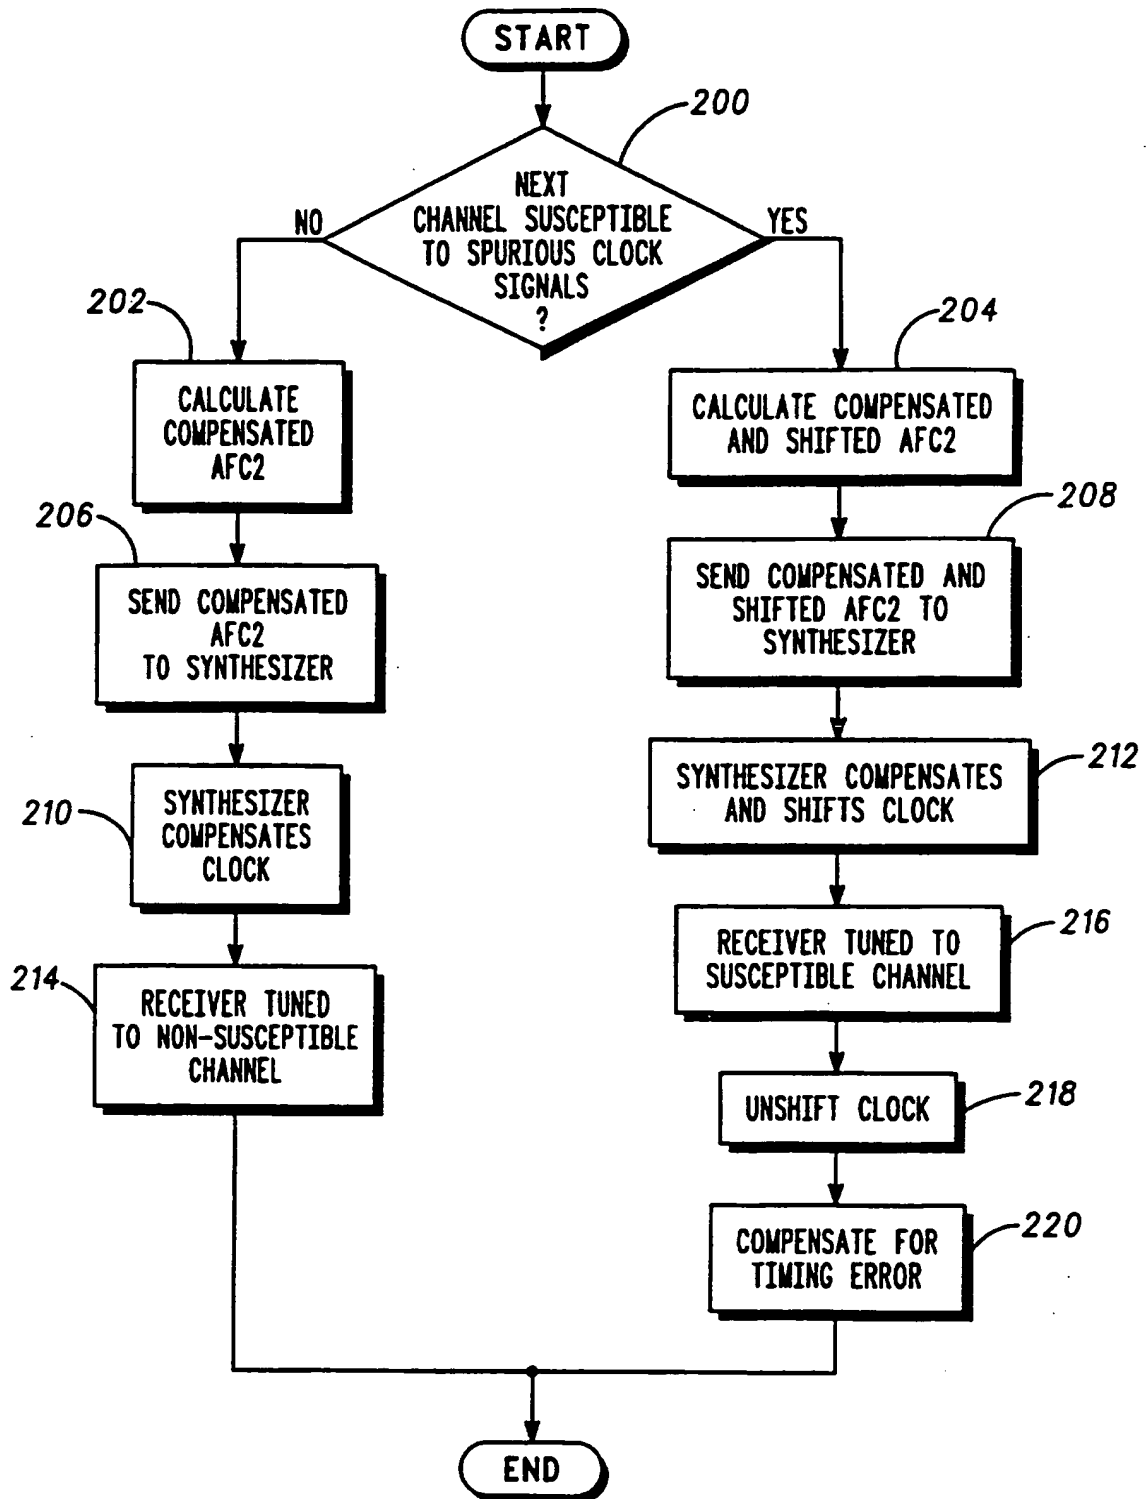 START
200
NEXT
CHANNEL SUSCEPTIBLE
TO SPURIOUS CLOCK
SIGNALS
?
NO
YES
202
CALCULATE
COMPENSATED
AFC2
204
CALCULATE COMPENSATED
AND SHIFTED AFC2
206
SEND COMPENSATED
AFC2
TO SYNTHESIZER
208
SEND COMPENSATED AND
SHIFTED AFC2 TO
SYNTHESIZER
210
SYNTHESIZER
COMPENSATES
CLOCK
212
SYNTHESIZER COMPENSATES
AND SHIFTS CLOCK
214
RECEIVER TUNED
TO NON-SUSCEPTIBLE
CHANNEL
216
RECEIVER TUNED TO
SUSCEPTIBLE CHANNEL
218
UNSHIFT CLOCK
220
COMPENSATE FOR
TIMING ERROR
END